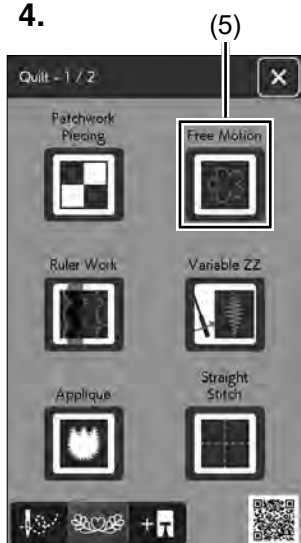 4.
(5)
Quilt - 1 / 2
Patchwork
Piecing
Free Motion
Ruler Work
Variable ZZ
Applique
Straight
Stitch